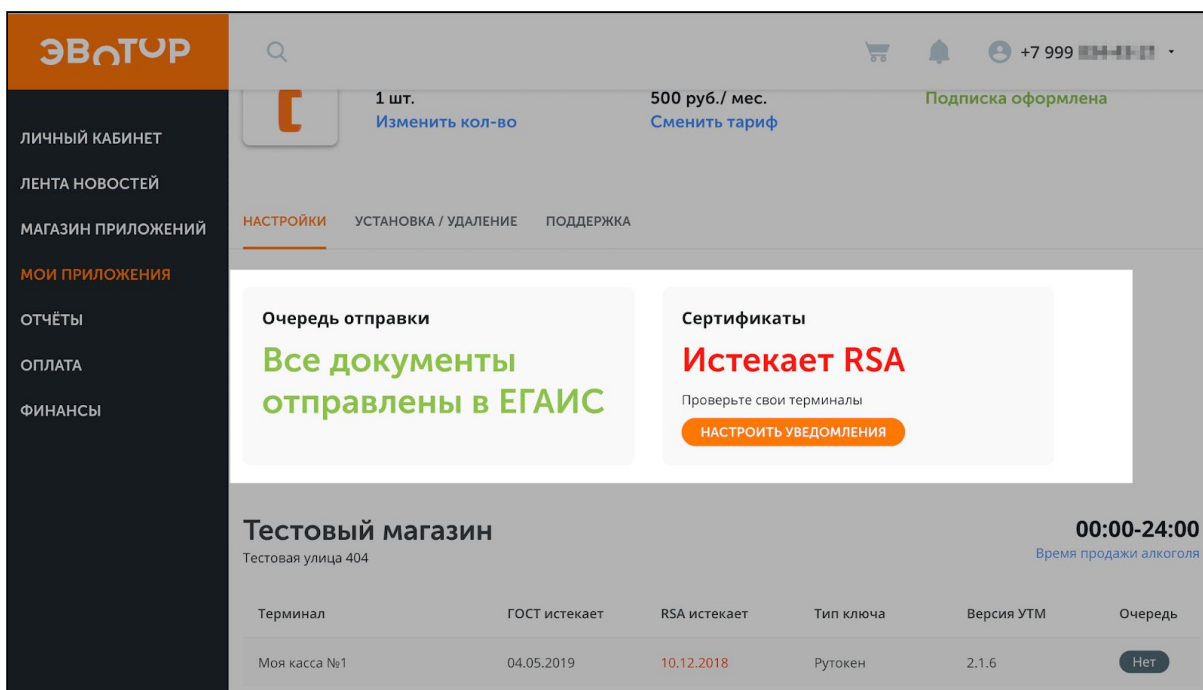 ЭВОТОР
+7 999
1 шт.
500 руб./ мес.
Подписка оформлена
Изменить кол-во
Сменить тариф
ЛИЧНЫЙ КАБИНЕТ
ЛЕНТА НОВОСТЕЙ
МАГАЗИН ПРИЛОЖЕНИЙ
МОИ ПРИЛОЖЕНИЯ
ОТЧЁТЫ
ОПЛАТА
ФИНАНСЫ
НАСТРОЙКИ
УСТАНОВКА / УДАЛЕНИЕ
ПОДДЕРЖКА
Очередь отправки
Все документы
отправлены в ЕГАИС
Сертификаты
Истекает RSA
Проверьте свои терминалы
НАСТРОИТЬ УВЕДОМЛЕНИЯ
Тестовый магазин
Тестовая улица 404
00:00-24:00
Время продажи алкоголя
Терминал ГОСТ истекает RSA истекает Тип ключа Версия УТМ Очередь
Моя касса №1 04.05.2019 10.12.2018 Рутокен 2.1.6 Нет